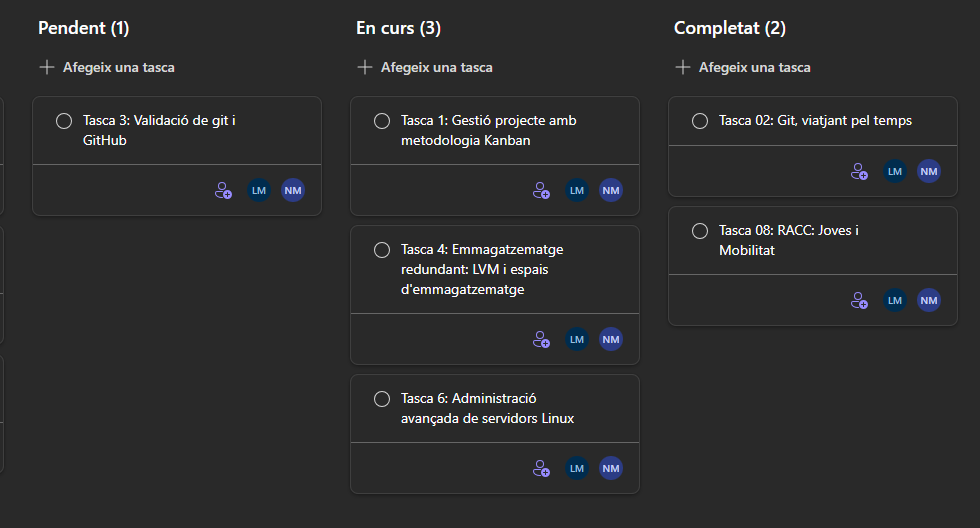 Pendent (1)
Afegeix una tasca
Tasca 3: Validació de git i
GitHub
LM
NM
En curs (3)
Afegeix una tasca
Tasca 1: Gestió projecte amb
metodologia Kanban
LM
NM
Tasca 4: Emmagatzematge
redundant: LVM i espais
d'emmagatzematge
LM
NM
Tasca 6: Administració
avançada de servidors Linux
LM
NM
Completat (2)
Afegeix una tasca
Tasca 02: Git, viatjant pel temps
LM
NM
Tasca 08: RACC: Joves i
Mobilitat
LM
NM